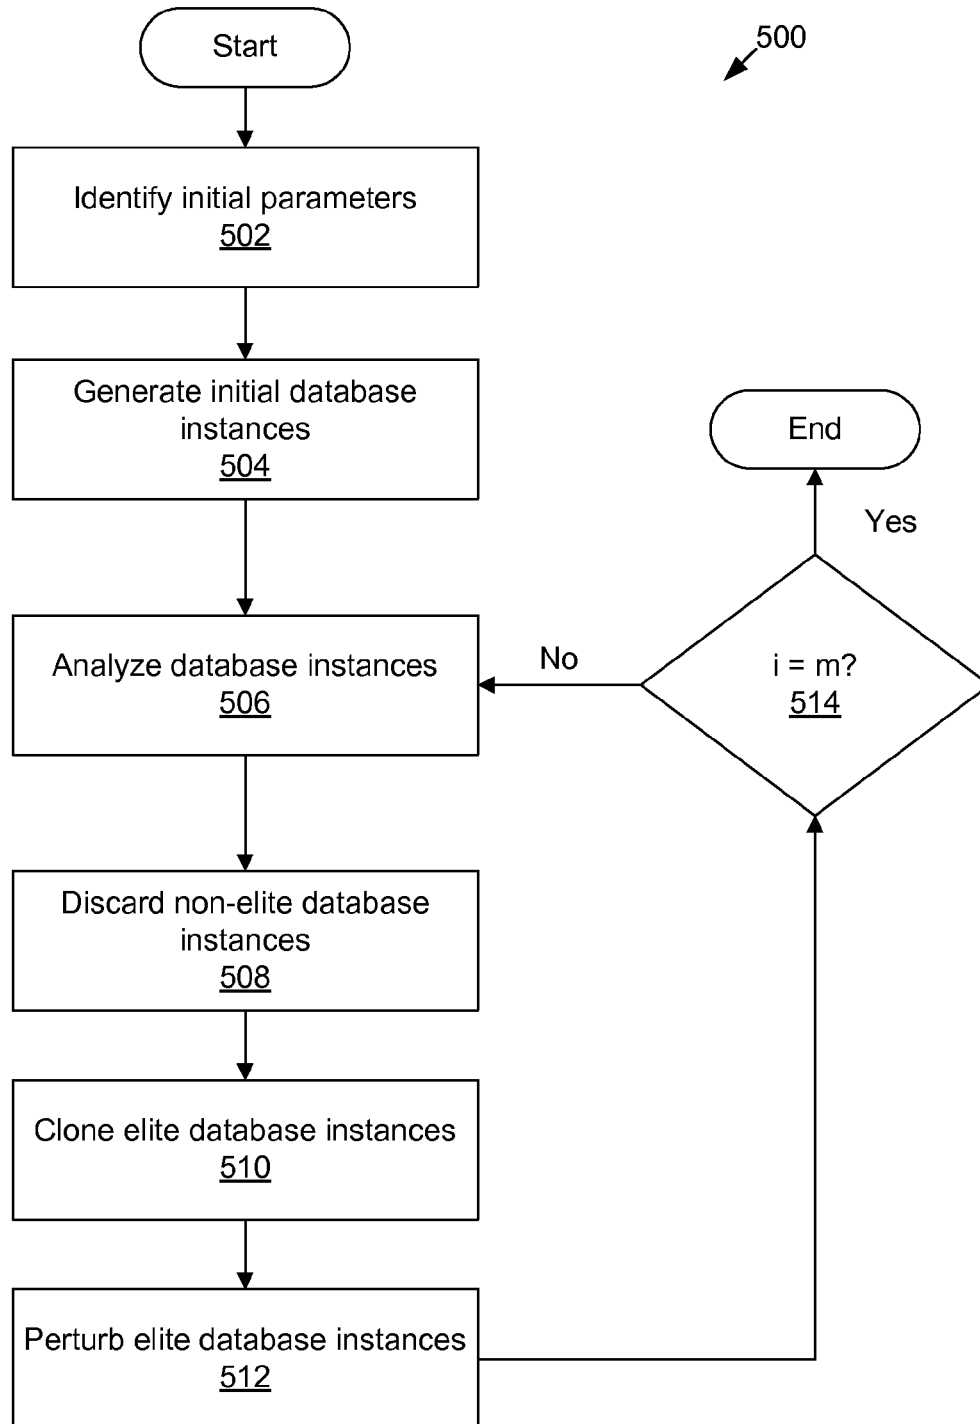 Start
500
Identify initial parameters
502
Generate initial database
instances
504
End
Yes
Analyze database instances
506
No
i = m?
514
Discard non-elite database
instances
508
Clone elite database instances
510
Perturb elite database instances
512